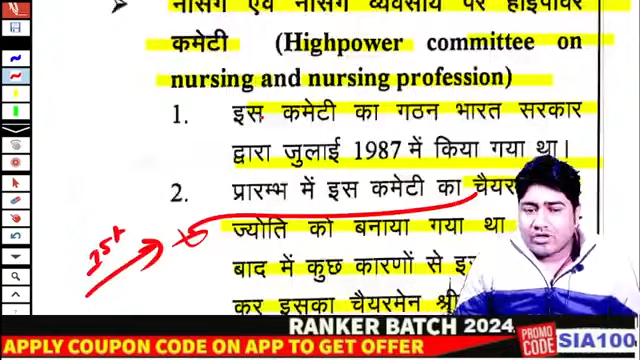 नर्सिंग एवं नर्सिंग व्यवसाय पर हाईपावर
कमेटी (Highpower committee on
nursing and nursing profession)
1. इस कमेटी का गठन भारत सरकार
द्वारा जुलाई 1987 में किया गया था।
2. प्रारम्भ में इस कमेटी का
1st
ज्योति को बनाया गया था
बाद में कुछ कारणों से
कर इसका चैयरमेन श्री
RANKER BATCH 2024
APPLY COUPON CODE ON APP TO GET OFFER
PROMO CODE SIA100